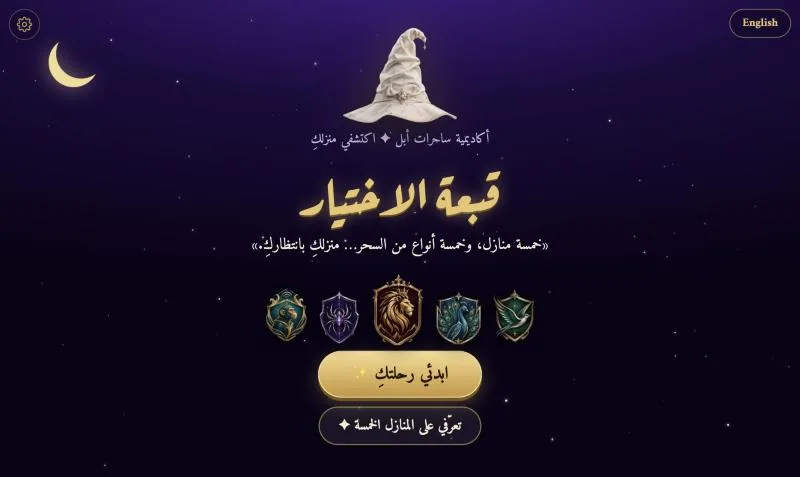 English
أكاديمية ساحرات أبل ✦ اكتشفي منزلكِ
قبعة الاختيار
«خمسة منازل، وخمسة أنواع من السحر... منزلكِ بانتظاركِ.»
ابدئي رحلتكِ ✨
تعرّفي على المنازل الخمسة ✦